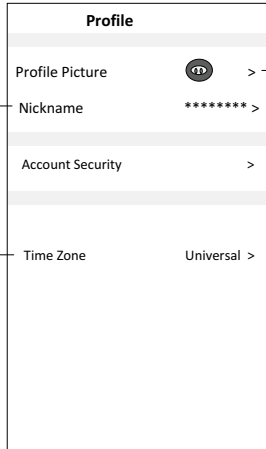 Profile
Profile Picture >
Nickname ******** >
Account Security >
Time Zone Universal >